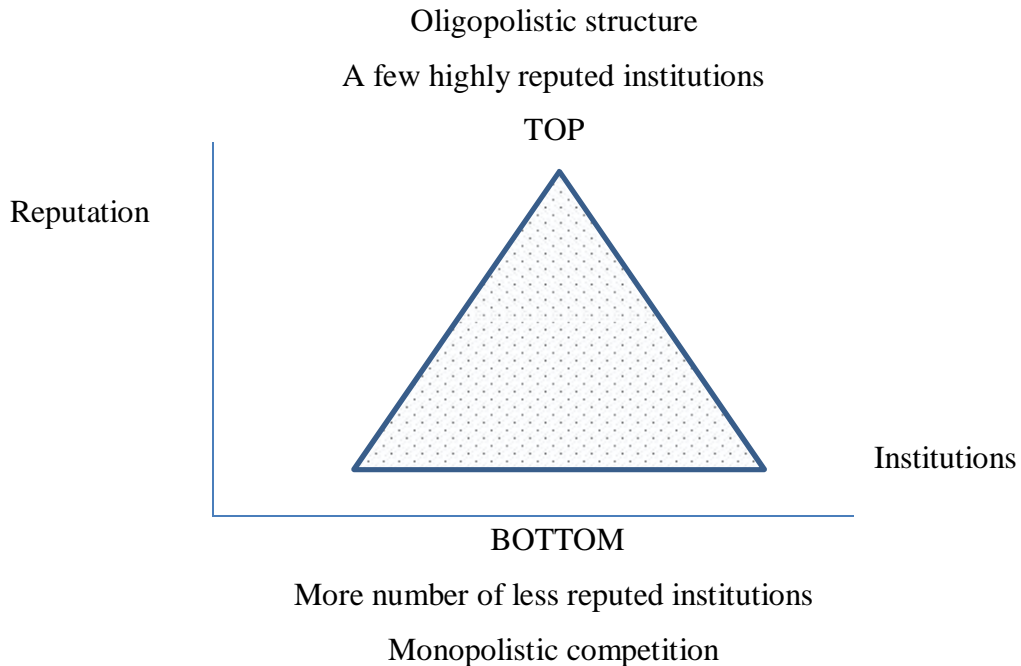 Oligopolistic structure
A few highly reputed institutions
TOP
Reputation
Institutions
BOTTOM
More number of less reputed institutions
Monopolistic competition